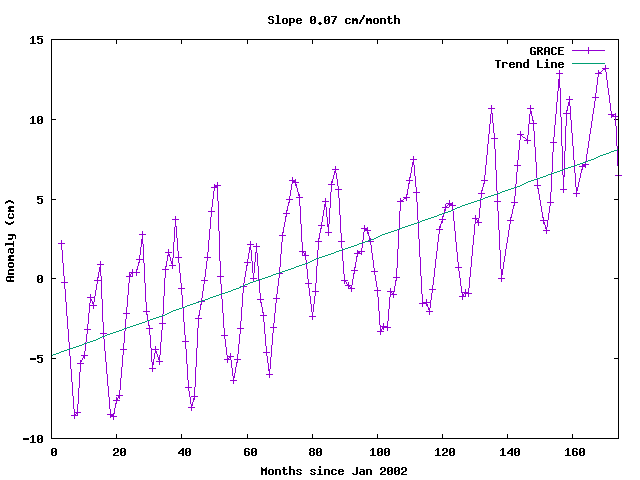 Slope 0.07 cm/month
GRACE
Trend Line
15
10
5
0
-5
-10
Anomaly (cm)
0 20 40 60 80 100 120 140 160
Months since Jan 2002